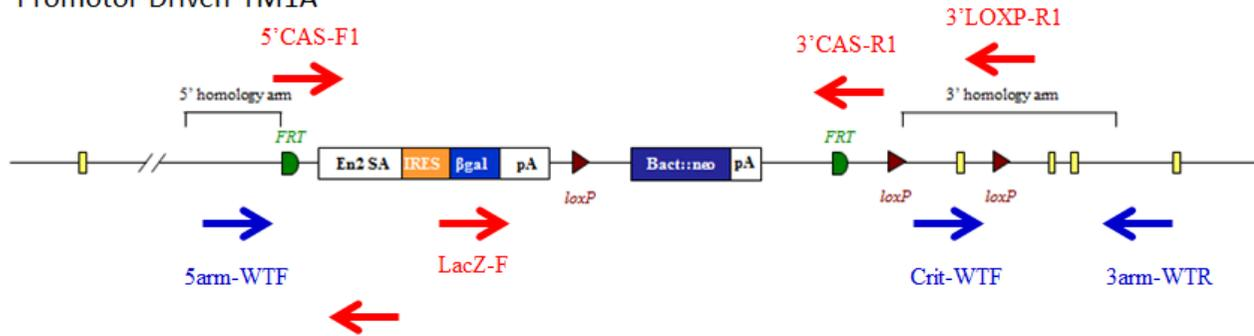 Promotor Driven TM1A
3'LOXP-R1
5'CAS-F1
3'CAS-R1
5' homology arm
3' homology arm
FRT
FRT
En2 SA IRES βgal pA
Bact::neo pA
loxP
loxP
loxP
LacZ-F
5arm-WTF
Crit-WTF
3arm-WTR